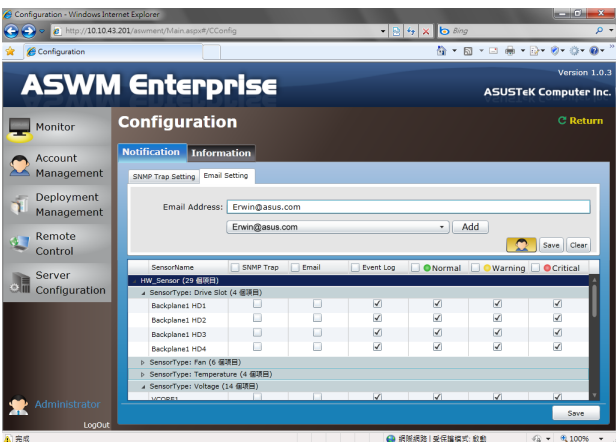 Configuration - Windows Internet Explorer
http://10.10.43.201/asswment/Main.aspx#/CConfig
Bing
Configuration
Version 1.0.3
ASWM Enterprise
ASUSTeK Computer Inc.
Monitor
Account Management
Deployment Management
Remote Control
Server Configuration
Administrator
LogOut
Configuration
Return
Notification Information
SNMP Trap Setting Email Setting
Email Address: Erwin@asus.com
Erwin@asus.com Add
Save Clear
SensorName SNMP Trap Email Event Log Normal Warning Critical
HW_Sensor (29 個項目)
SensorType: Drive Slot (4 個項目)
Backplane1 HD1
Backplane1 HD2
Backplane1 HD3
Backplane1 HD4
SensorType: Fan (6 個項目)
SensorType: Temperature (4 個項目)
SensorType: Voltage (14 個項目)
VCORE1
Save
完成
網際網路 | 受保護模式: 啟動
100%